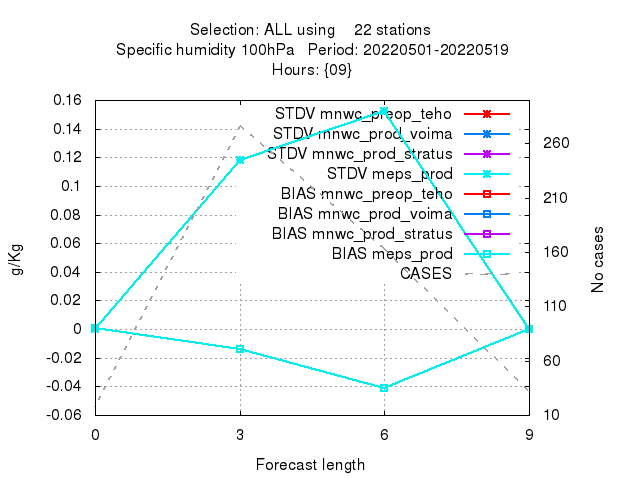 Selection: ALL using 22 stations
Specific humidity 100hPa Period: 20220501-20220519
Hours: {09}
0.16
0.14
0.12
0.1
0.08
0.06
0.04
0.02
0
-0.02
-0.04
-0.06
g/Kg
STDV mnwc_preop_teho
STDV mnwc_prod_voima
STDV mnwc_prod_stratus
STDV meps_prod
BIAS mnwc_preop_teho
BIAS mnwc_prod_voima
BIAS mnwc_prod_stratus
BIAS meps_prod
CASES
260
210
160
110
60
10
No cases
0 3 6 9
Forecast length